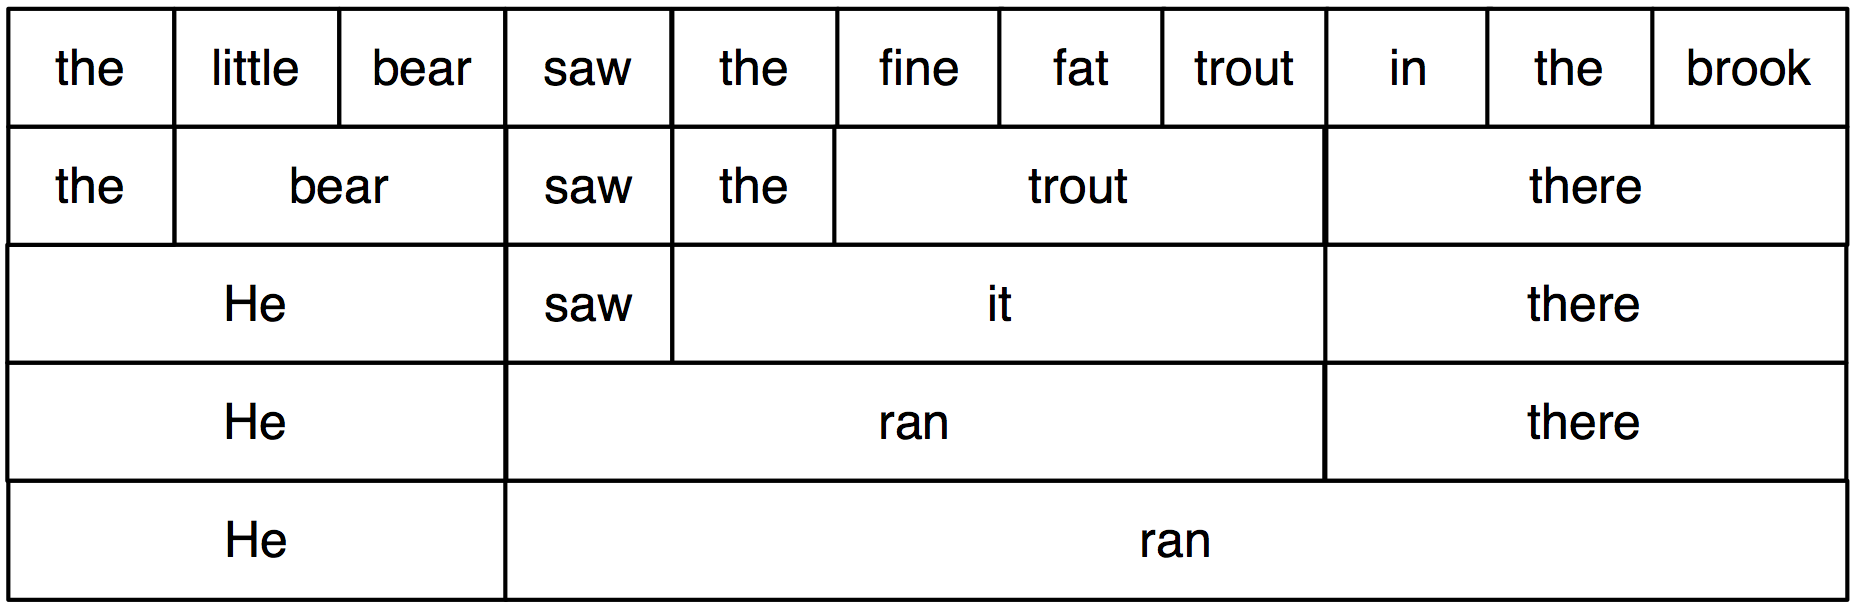 the little bear saw the fine fat trout in the brook
the bear saw the trout there
He saw it there
He ran there
He ran